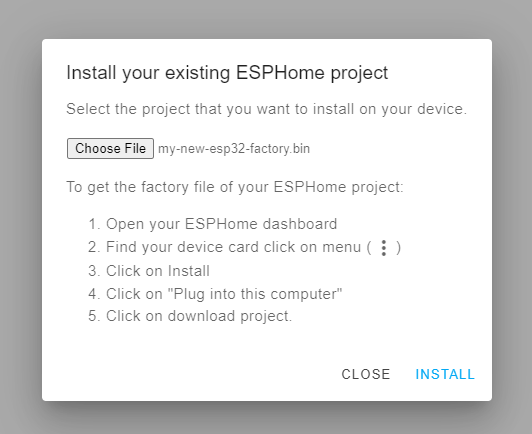 Install your existing ESPHome project
Select the project that you want to install on your device.
Choose File my-new-esp32-factory.bin
To get the factory file of your ESPHome project:
1. Open your ESPHome dashboard
2. Find your device card click on menu ( ⋮ )
3. Click on Install
4. Click on "Plug into this computer"
5. Click on download project.
CLOSE INSTALL